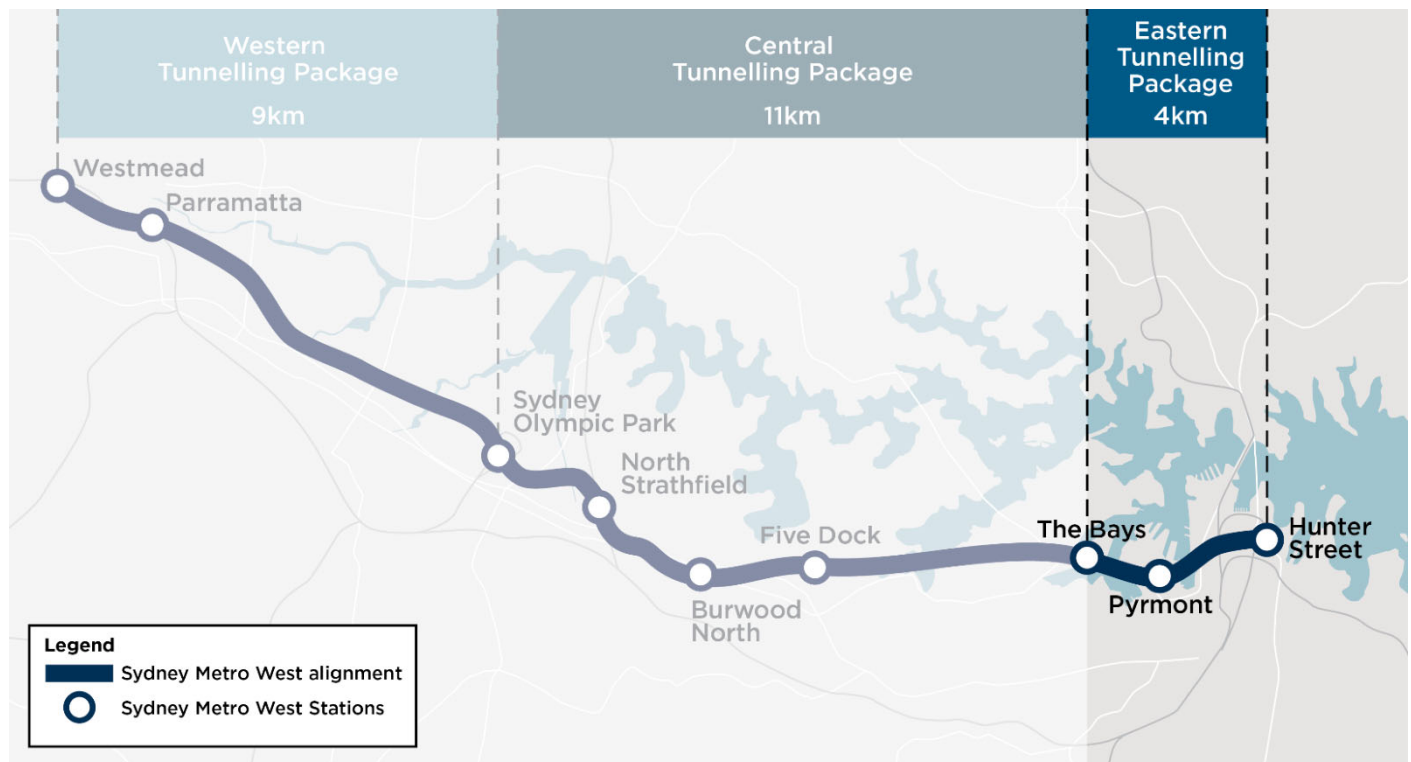 Western
Tunnelling Package
9km
Central
Tunnelling Package
11km
Eastern
Tunnelling
Package
4km
Westmead
Parramatta
Sydney
Olympic Park
North
Strathfield
Five Dock
Burwood
North
The Bays
Pyrmont
Hunter
Street
Legend
Sydney Metro West alignment
Sydney Metro West Stations